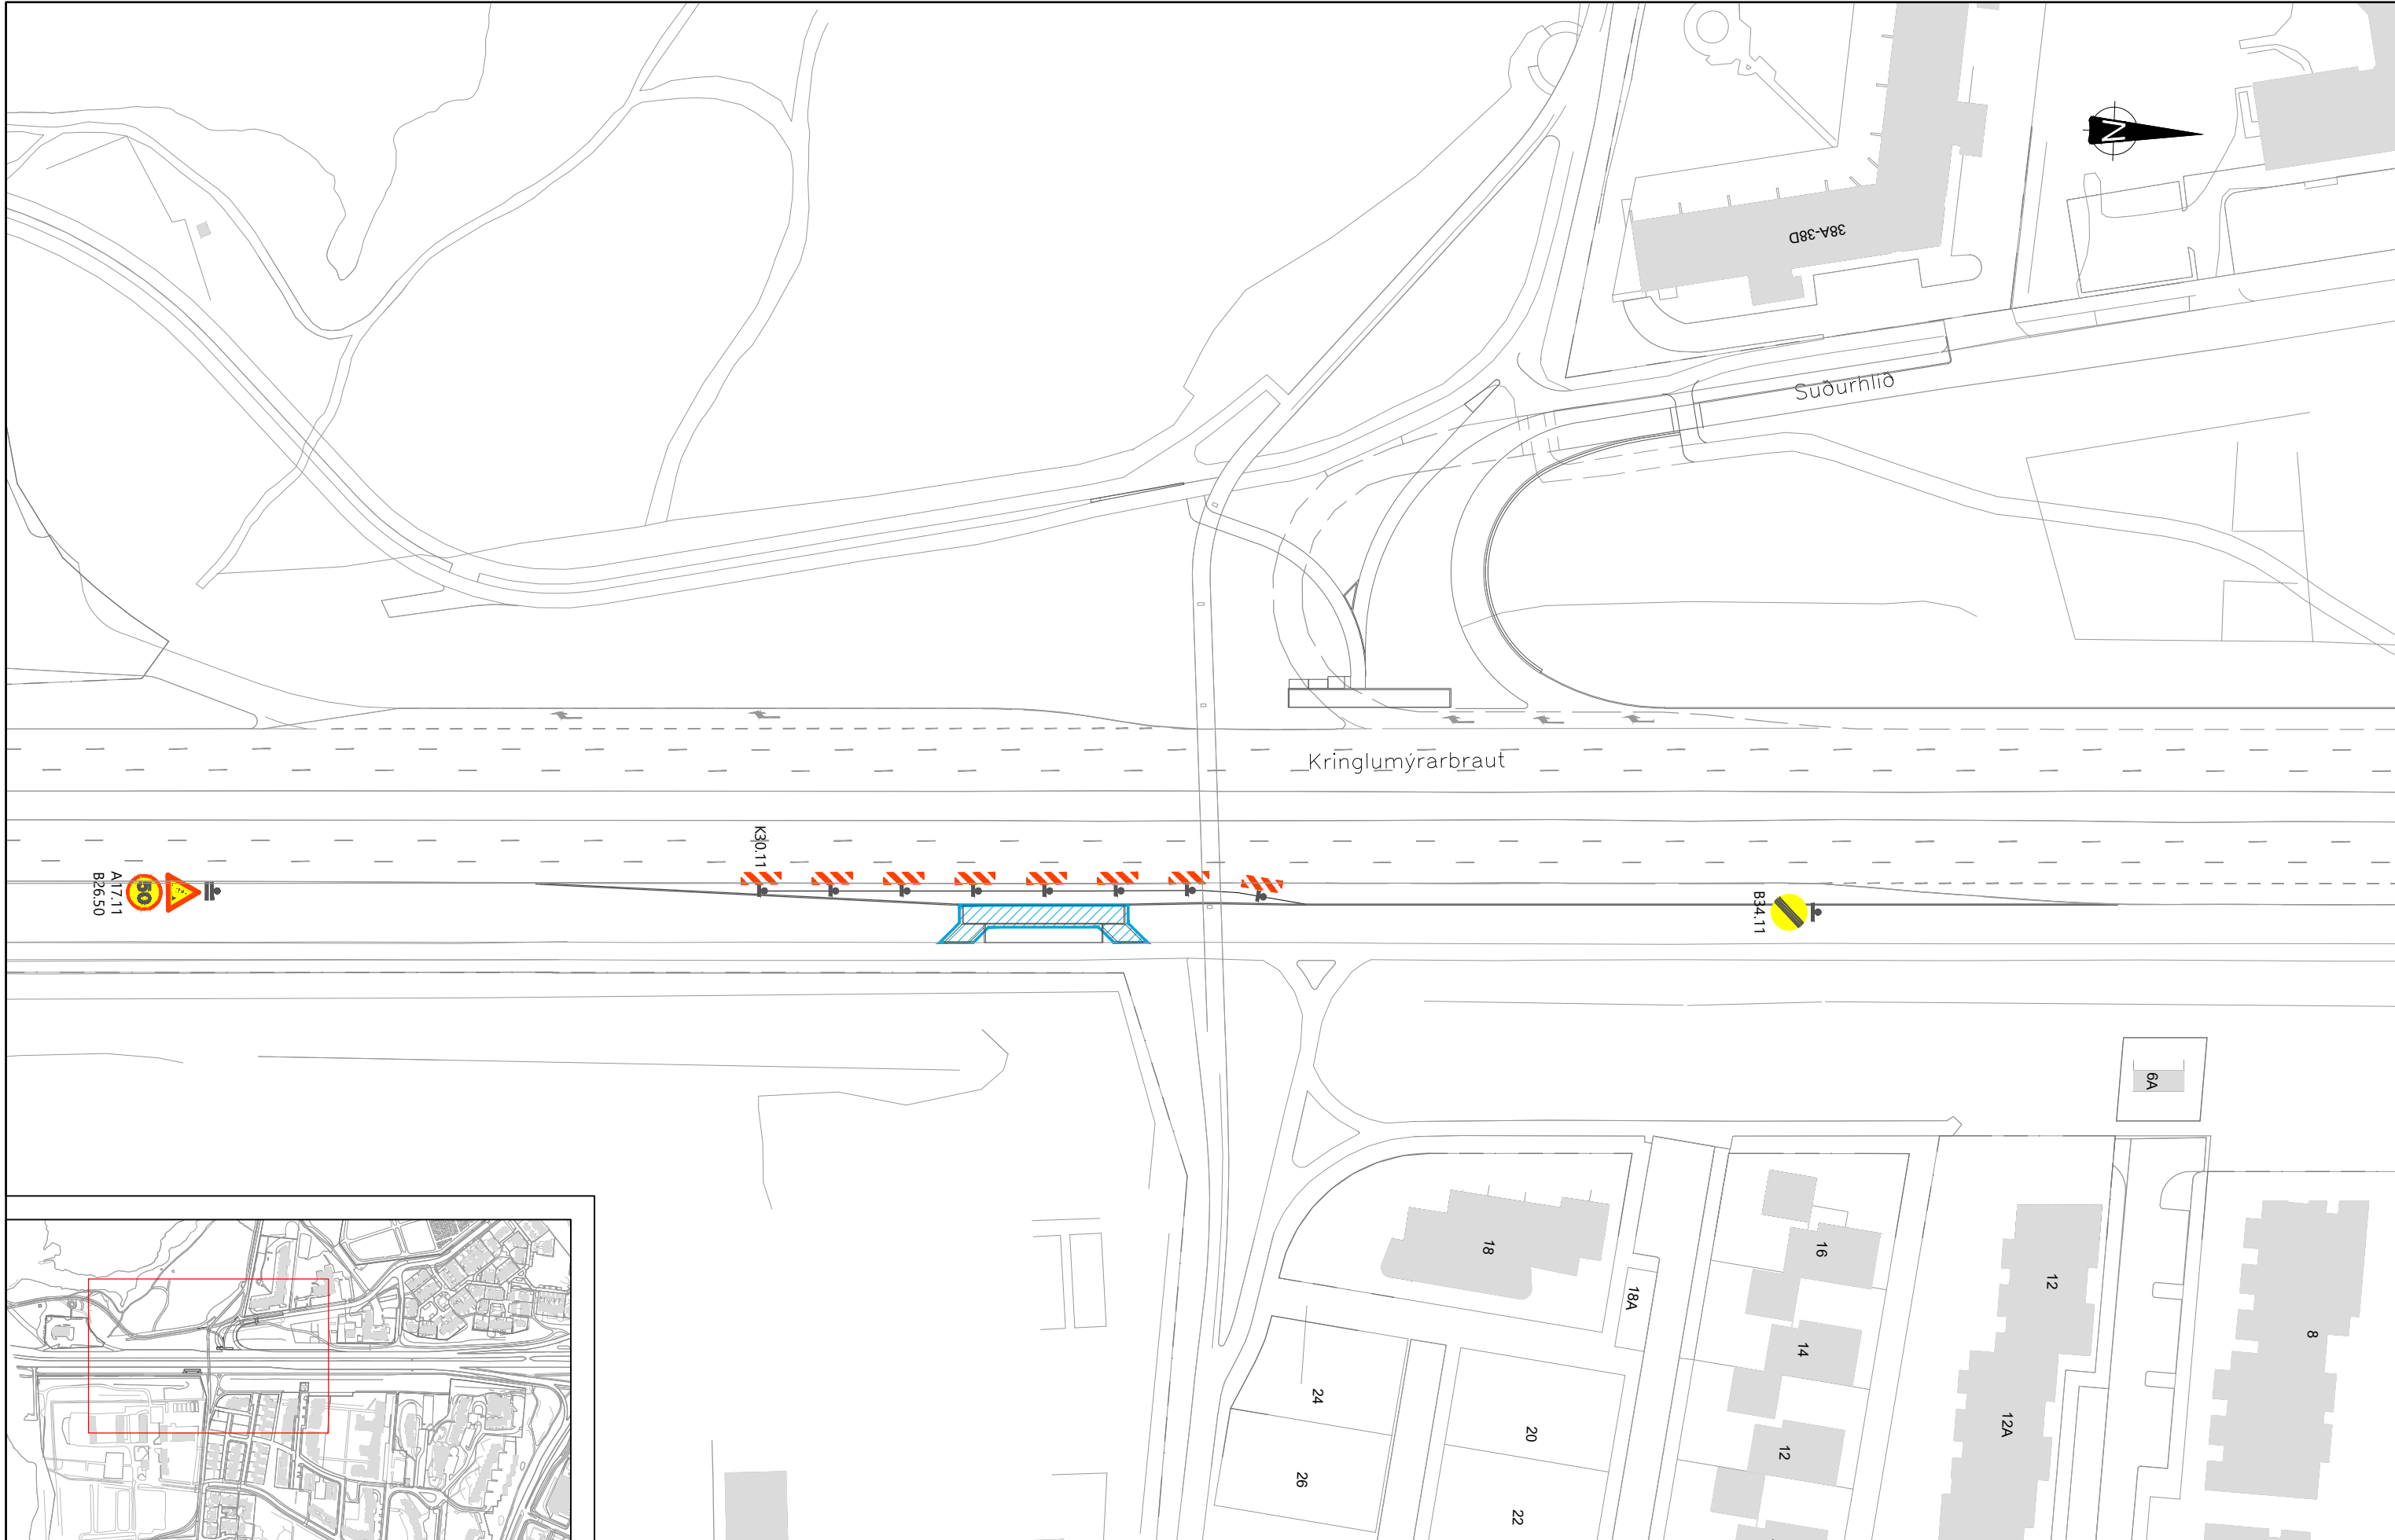 N
38A-38D
Suðurhlíð
Kringlumýrarbraut
K30.11
A17.11
B26.50
50
B34.11
6A
18
16
12
8
18A
14
24
12A
20
12
26
22